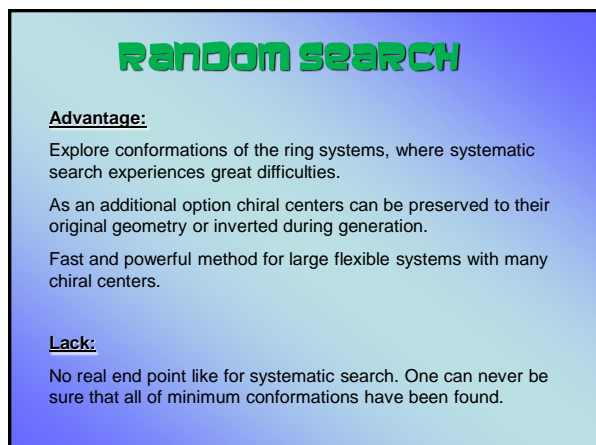 RANDOM SEARCH
Advantage:
Explore conformations of the ring systems, where systematic
search experiences great difficulties.
As an additional option chiral centers can be preserved to their
original geometry or inverted during generation.
Fast and powerful method for large flexible systems with many
chiral centers.
Lack:
No real end point like for systematic search. One can never be
sure that all of minimum conformations have been found.